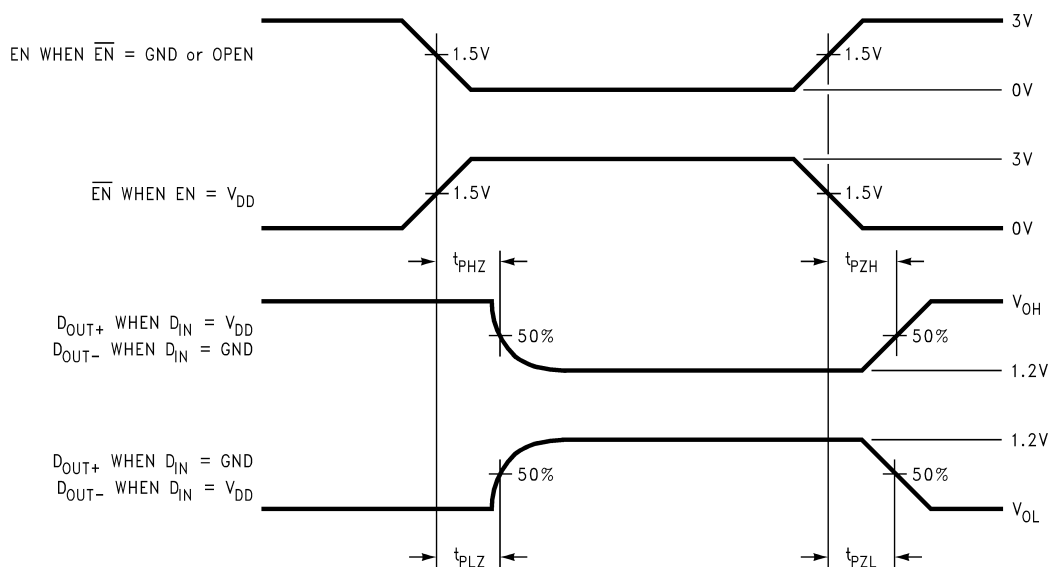 3V
EN WHEN E̅N̅ = GND or OPEN
1.5V
1.5V
0V
3V
E̅N̅ WHEN EN = VDD
1.5V
1.5V
0V
tPHZ
tPZH
VOH
DOUT+ WHEN DIN = VDD
DOUT– WHEN DIN = GND
50%
50%
1.2V
1.2V
DOUT+ WHEN DIN = GND
DOUT– WHEN DIN = VDD
50%
50%
VOL
tPLZ
tPZL